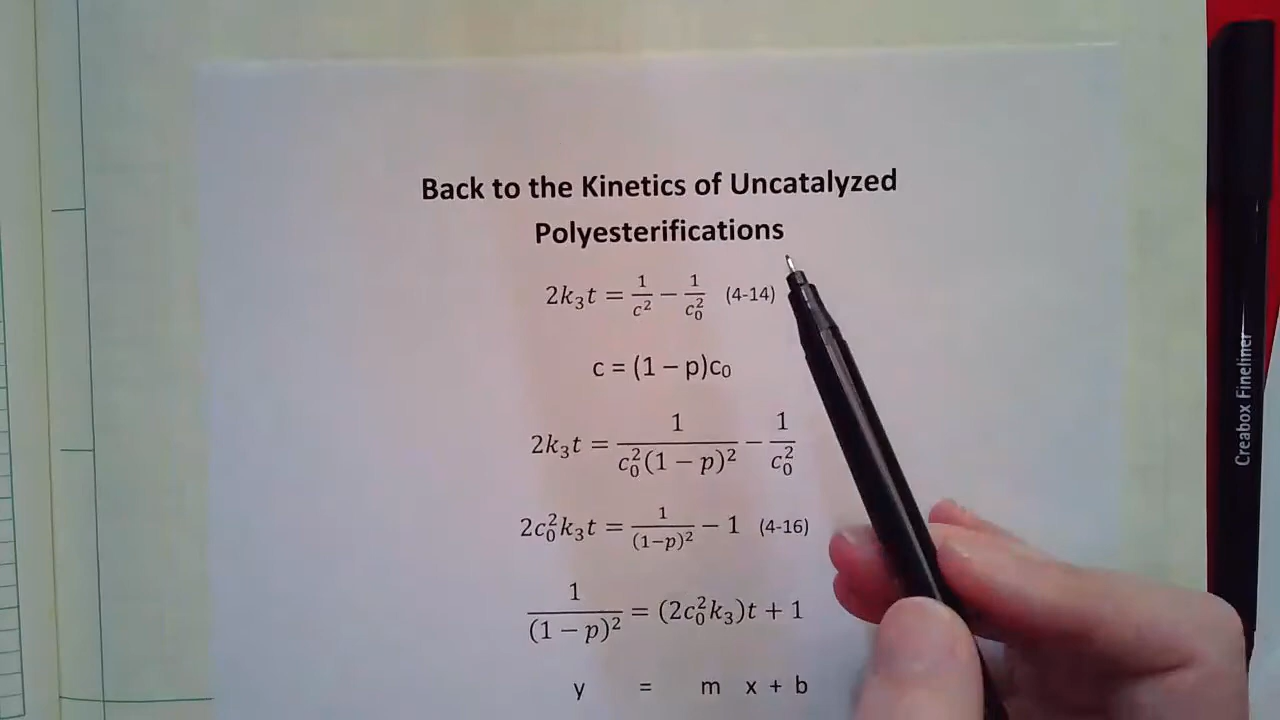 Back to the Kinetics of Uncatalyzed
Polyesterifications
2k₃t = 1/c² − 1/c₀² (4-14)
c = (1 − p)c₀
2k₃t = 1/(c₀²(1 − p)²) − 1/c₀²
2c₀²k₃t = 1/(1−p)² − 1 (4-16)
1/(1 − p)² = (2c₀²k₃)t + 1
y = m x + b
Creabox Fineliner